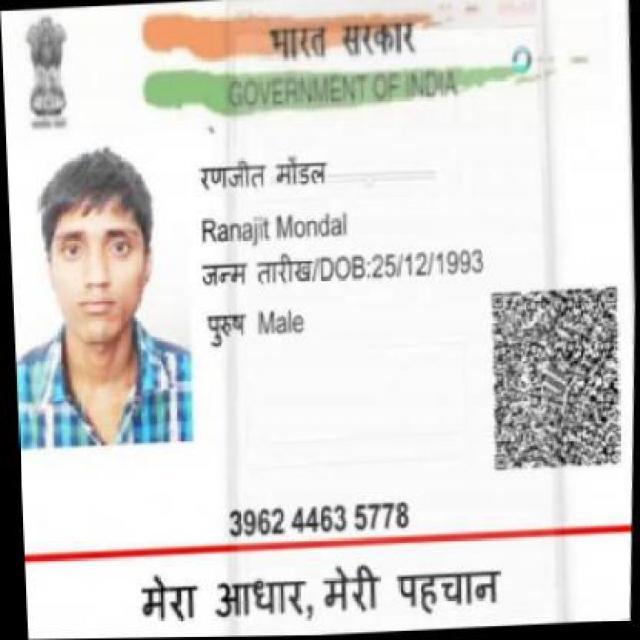 भारत सरकार
GOVERNMENT OF INDIA
रणजीत मोंडल
Ranajit Mondal
जन्म तारीख/DOB:25/12/1993
पुरुष Male
3962 4463 5778
मेरा आधार, मेरी पहचान